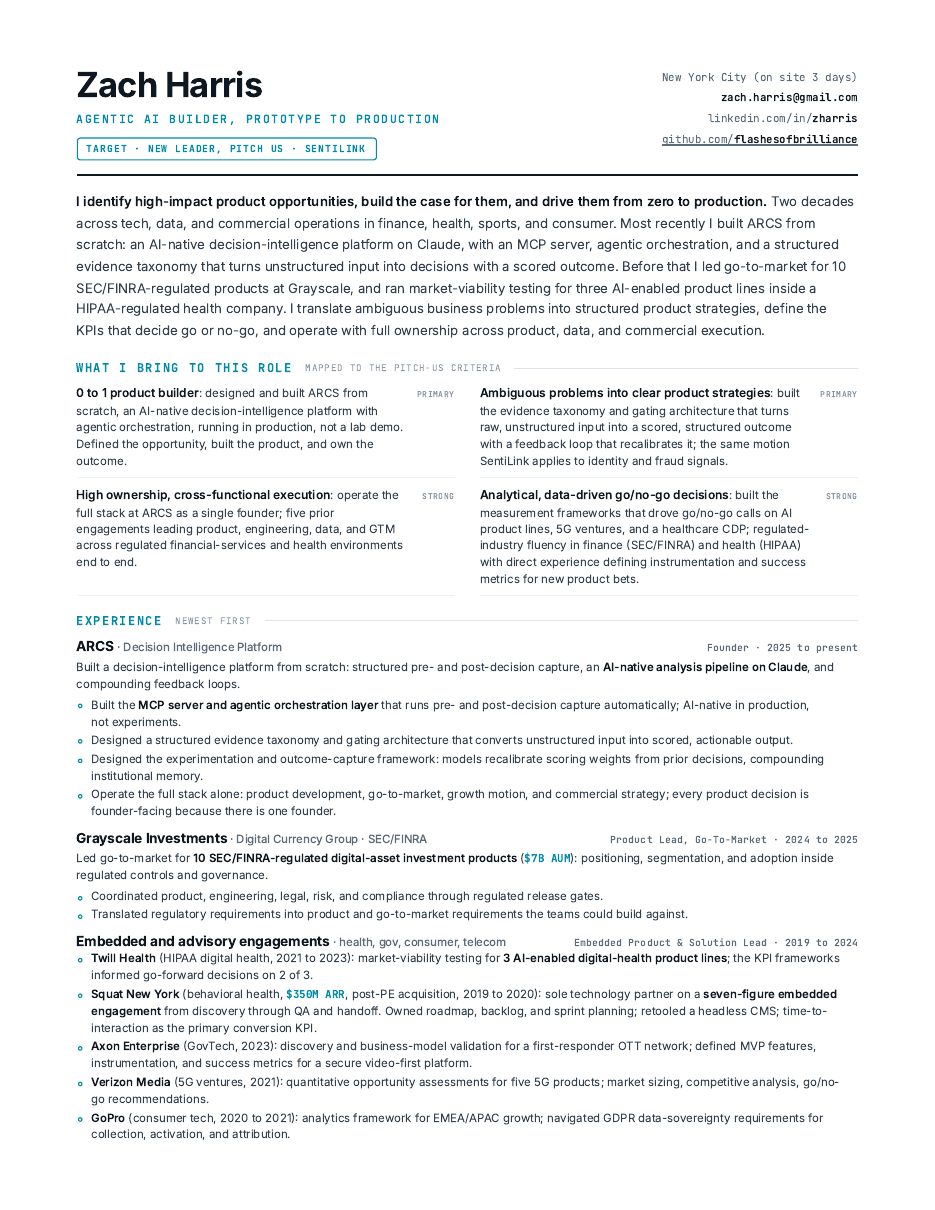 Zach Harris
AGENTIC AI BUILDER, PROTOTYPE TO PRODUCTION
TARGET · NEW LEADER, PITCH US · SENTILINK
New York City (on site 3 days)
zach.harris@gmail.com
linkedin.com/in/zharris
github.com/flashesofbrilliance
I identify high-impact product opportunities, build the case for them, and drive them from zero to production. Two decades
across tech, data, and commercial operations in finance, health, sports, and consumer. Most recently I built ARCS from
scratch: an AI-native decision-intelligence platform on Claude, with an MCP server, agentic orchestration, and a structured
evidence taxonomy that turns unstructured input into decisions with a scored outcome. Before that I led go-to-market for 10
SEC/FINRA-regulated products at Grayscale, and ran market-viability testing for three AI-enabled product lines inside a
HIPAA-regulated health company. I translate ambiguous business problems into structured product strategies, define the
KPIs that decide go or no-go, and operate with full ownership across product, data, and commercial execution.
WHAT I BRING TO THIS ROLE MAPPED TO THE PITCH-US CRITERIA
0 to 1 product builder: designed and built ARCS from PRIMARY
scratch, an AI-native decision-intelligence platform with
agentic orchestration, running in production, not a lab demo.
Defined the opportunity, built the product, and own the
outcome.
Ambiguous problems into clear product strategies: built PRIMARY
the evidence taxonomy and gating architecture that turns
raw, unstructured input into a scored, structured outcome
with a feedback loop that recalibrates it; the same motion
SentiLink applies to identity and fraud signals.
High ownership, cross-functional execution: operate the STRONG
full stack at ARCS as a single founder; five prior
engagements leading product, engineering, data, and GTM
across regulated financial-services and health environments
end to end.
Analytical, data-driven go/no-go decisions: built the STRONG
measurement frameworks that drove go/no-go calls on AI
product lines, 5G ventures, and a healthcare CDP; regulated-
industry fluency in finance (SEC/FINRA) and health (HIPAA)
with direct experience defining instrumentation and success
metrics for new product bets.
EXPERIENCE NEWEST FIRST
ARCS · Decision Intelligence Platform Founder · 2025 to present
Built a decision-intelligence platform from scratch: structured pre- and post-decision capture, an AI-native analysis pipeline on Claude, and
compounding feedback loops.
Built the MCP server and agentic orchestration layer that runs pre- and post-decision capture automatically; AI-native in production,
not experiments.
Designed a structured evidence taxonomy and gating architecture that converts unstructured input into scored, actionable output.
Designed the experimentation and outcome-capture framework: models recalibrate scoring weights from prior decisions, compounding
institutional memory.
Operate the full stack alone: product development, go-to-market, growth motion, and commercial strategy; every product decision is
founder-facing because there is one founder.
Grayscale Investments · Digital Currency Group · SEC/FINRA Product Lead, Go-To-Market · 2024 to 2025
Led go-to-market for 10 SEC/FINRA-regulated digital-asset investment products ($7B AUM): positioning, segmentation, and adoption inside
regulated controls and governance.
Coordinated product, engineering, legal, risk, and compliance through regulated release gates.
Translated regulatory requirements into product and go-to-market requirements the teams could build against.
Embedded and advisory engagements · health, gov, consumer, telecom Embedded Product & Solution Lead · 2019 to 2024
Twill Health (HIPAA digital health, 2021 to 2023): market-viability testing for 3 AI-enabled digital-health product lines; the KPI frameworks
informed go-forward decisions on 2 of 3.
Squat New York (behavioral health, $350M ARR, post-PE acquisition, 2019 to 2020): sole technology partner on a seven-figure embedded
engagement from discovery through QA and handoff. Owned roadmap, backlog, and sprint planning; retooled a headless CMS; time-to-
interaction as the primary conversion KPI.
Axon Enterprise (GovTech, 2023): discovery and business-model validation for a first-responder OTT network; defined MVP features,
instrumentation, and success metrics for a secure video-first platform.
Verizon Media (5G ventures, 2021): quantitative opportunity assessments for five 5G products; market sizing, competitive analysis, go/no-
go recommendations.
GoPro (consumer tech, 2020 to 2021): analytics framework for EMEA/APAC growth; navigated GDPR data-sovereignty requirements for
collection, activation, and attribution.